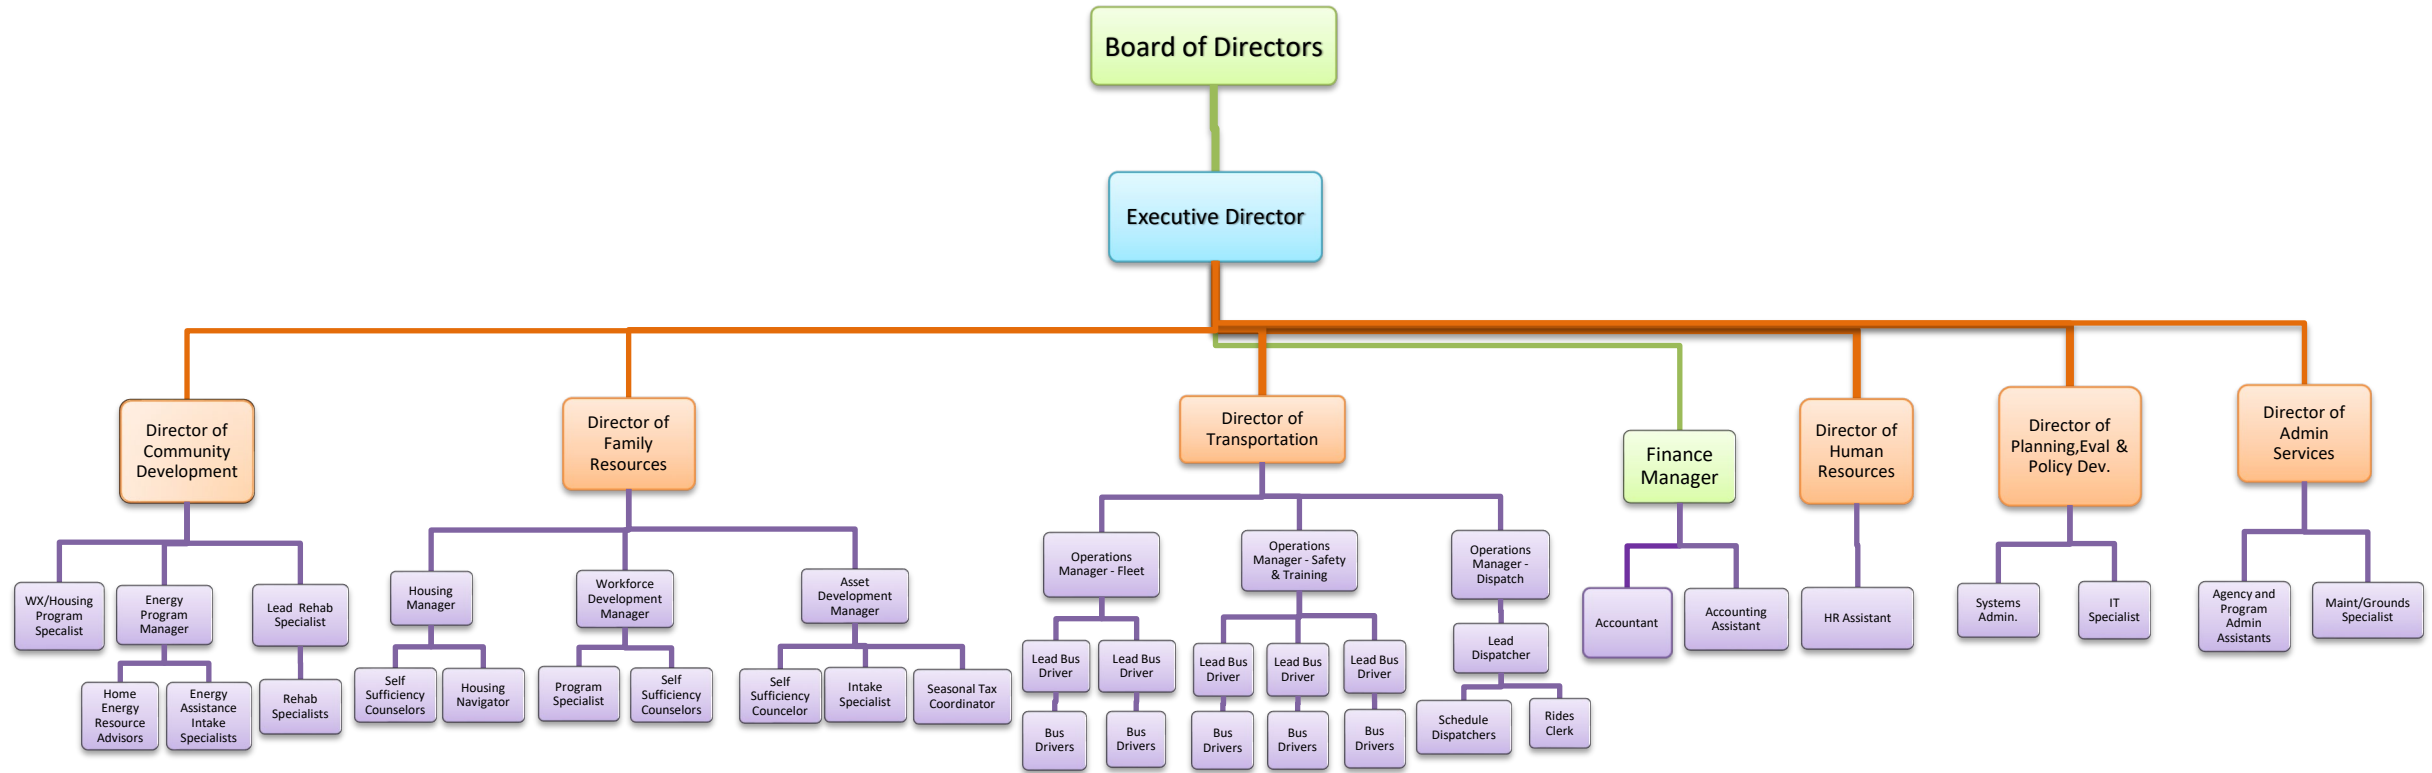 Board of Directors
Executive Director
Director of
Community
Development
Director of
Family
Resources
Director of
Transportation
Finance
Manager
Director of
Human
Resources
Director of
Planning,Eval &
Policy Dev.
Director of
Admin
Services
WX/Housing
Program
Specialist
Energy
Program
Manager
Lead Rehab
Specialist
Housing
Manager
Workforce
Development
Manager
Asset
Development
Manager
Operations
Manager - Fleet
Operations
Manager - Safety
& Training
Operations
Manager -
Dispatch
Accountant
Accounting
Assistant
HR Assistant
Systems
Admin.
IT
Specialist
Agency and
Program
Admin
Assistants
Maint/Grounds
Specialist
Home
Energy
Resource
Advisors
Energy
Assistance
Intake
Specialists
Rehab
Specialists
Self
Sufficiency
Counselors
Housing
Navigator
Program
Specialist
Self
Sufficiency
Counselors
Self
Sufficiency
Councelor
Intake
Specialist
Seasonal Tax
Coordinator
Lead Bus
Driver
Lead Bus
Driver
Lead Bus
Driver
Lead Bus
Driver
Lead Bus
Driver
Lead
Dispatcher
Bus
Drivers
Bus
Drivers
Bus
Drivers
Bus
Drivers
Bus
Drivers
Schedule
Dispatchers
Rides
Clerk